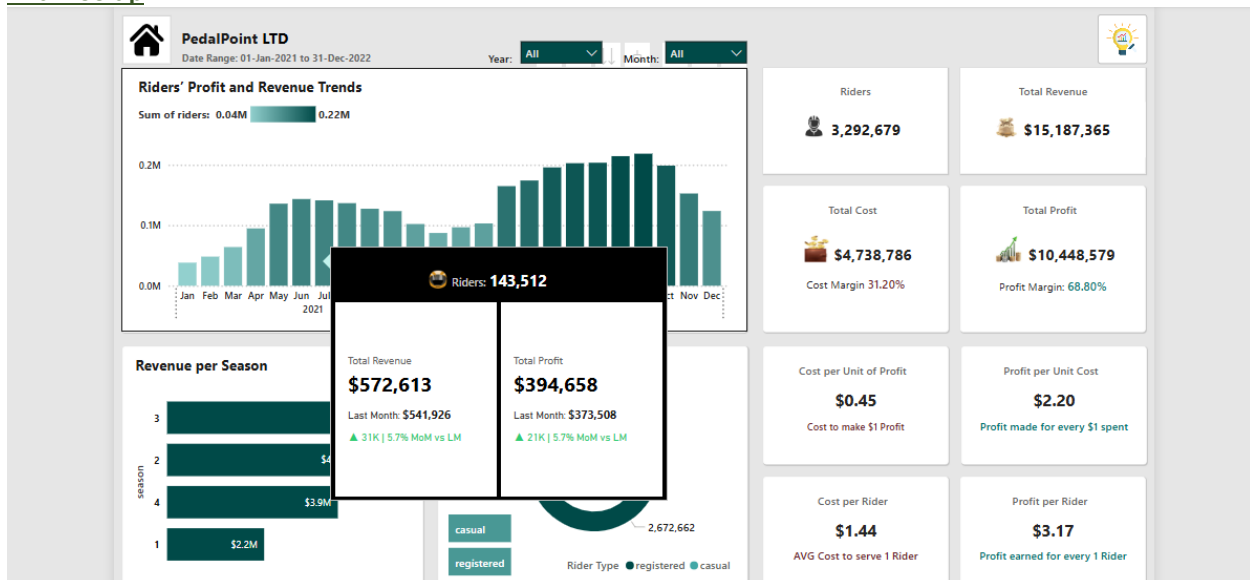 PedalPoint LTD
Date Range: 01-Jan-2021 to 31-Dec-2022
Year: All
Month: All
Riders' Profit and Revenue Trends
Sum of riders: 0.04M 0.22M
0.2M
0.1M
0.0M
Jan Feb Mar Apr May Jun Jul
Nov Dec
2021
Riders: 143,512
Total Revenue
$572,613
Last Month: $541,926
▲ 31K | 5.7% MoM vs LM
Total Profit
$394,658
Last Month: $373,508
▲ 21K | 5.7% MoM vs LM
Riders
3,292,679
Total Revenue
$15,187,365
Total Cost
$4,738,786
Cost Margin 31.20%
Total Profit
$10,448,579
Profit Margin: 68.80%
Revenue per Season
season
3
2
4 $3.9M
1 $2.2M
casual
registered
2,672,662
Rider Type registered casual
Cost per Unit of Profit
$0.45
Cost to make $1 Profit
Profit per Unit Cost
$2.20
Profit made for every $1 spent
Cost per Rider
$1.44
AVG Cost to serve 1 Rider
Profit per Rider
$3.17
Profit earned for every 1 Rider